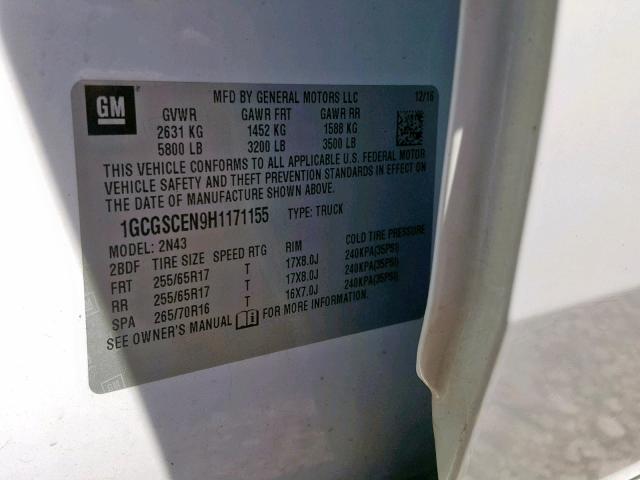 GM
MFD BY GENERAL MOTORS LLC 12/16
GVWR GAWR FRT GAWR RR
2631 KG 1452 KG 1588 KG
5800 LB 3200 LB 3500 LB
THIS VEHICLE CONFORMS TO ALL APPLICABLE U.S. FEDERAL MOTOR
VEHICLE SAFETY AND THEFT PREVENTION STANDARDS IN EFFECT ON
THE DATE OF MANUFACTURE SHOWN ABOVE.
1GCGSCEN9H1171155 TYPE: TRUCK
MODEL: 2N43
2BDF TIRE SIZE SPEED RTG RIM COLD TIRE PRESSURE
FRT 255/65R17 T 17X8.0J 240KPA(35PSI)
RR 255/65R17 T 17X8.0J 240KPA(35PSI)
SPA 265/70R16 T 16X7.0J 240KPA(35PSI)
SEE OWNER'S MANUAL FOR MORE INFORMATION.
GM